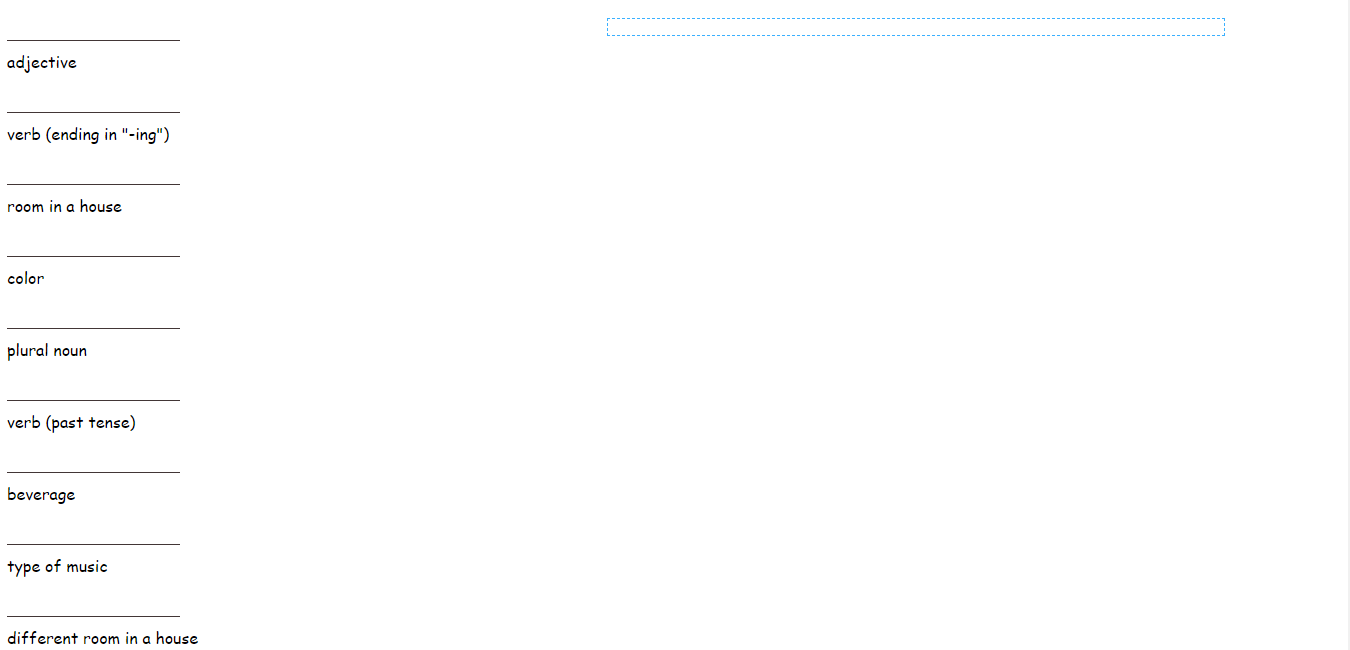 adjective
verb (ending in "-ing")
room in a house
color
plural noun
verb (past tense)
beverage
type of music
different room in a house